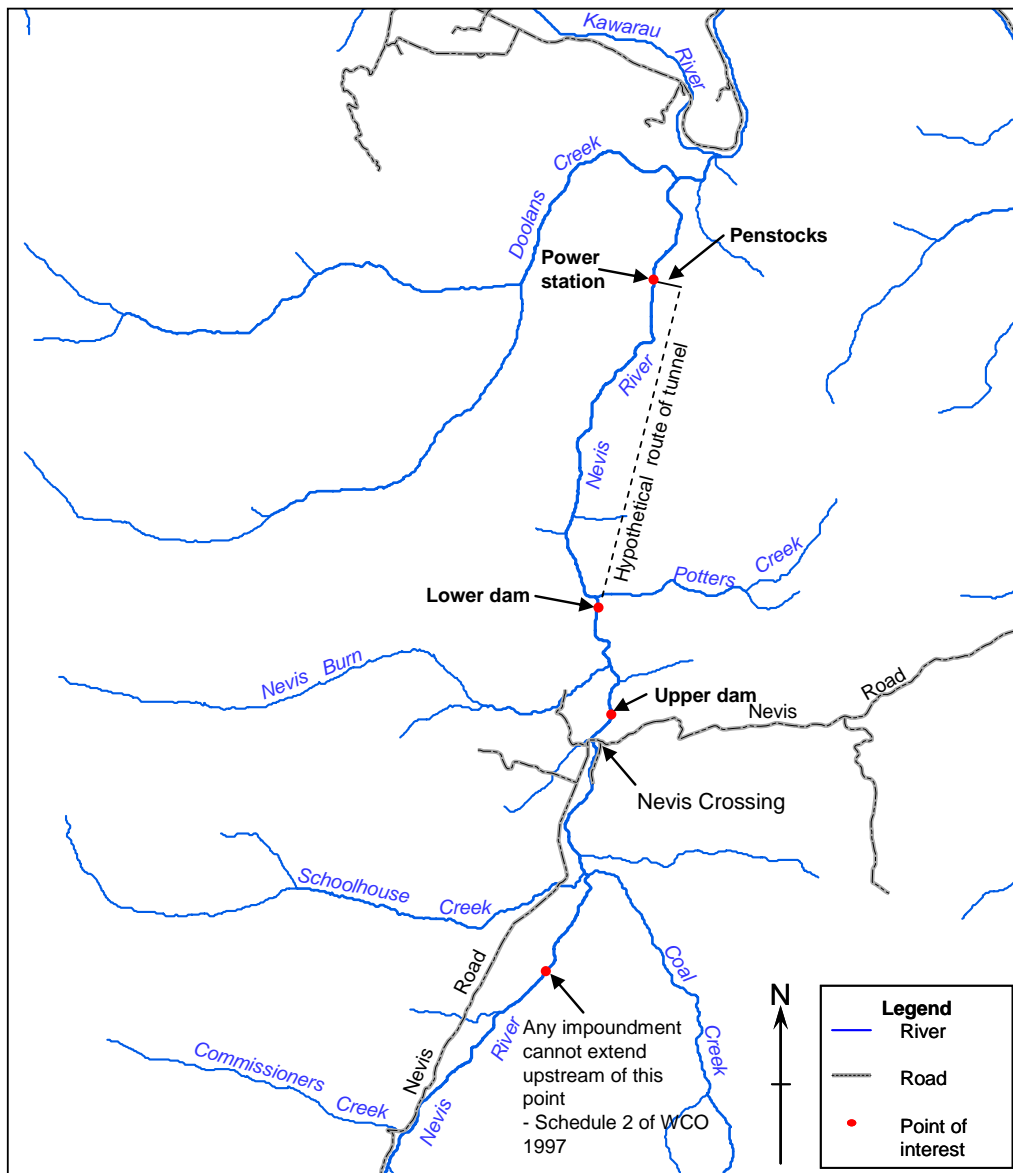 Kawarau
River
Doolans Creek
Penstocks
Power
station
River
Nevis
Hypothetical route of tunnel
Potters Creek
Lower dam
Nevis Burn
Upper dam
Nevis
Road
Nevis Crossing
Schoolhouse
Creek
Road
Coal
Creek
N
Legend
River
Road
Point of
interest
Any impoundment
cannot extend
upstream of this
point
- Schedule 2 of WCO
1997
River
Nevis
Nevis
Commissioners
Creek